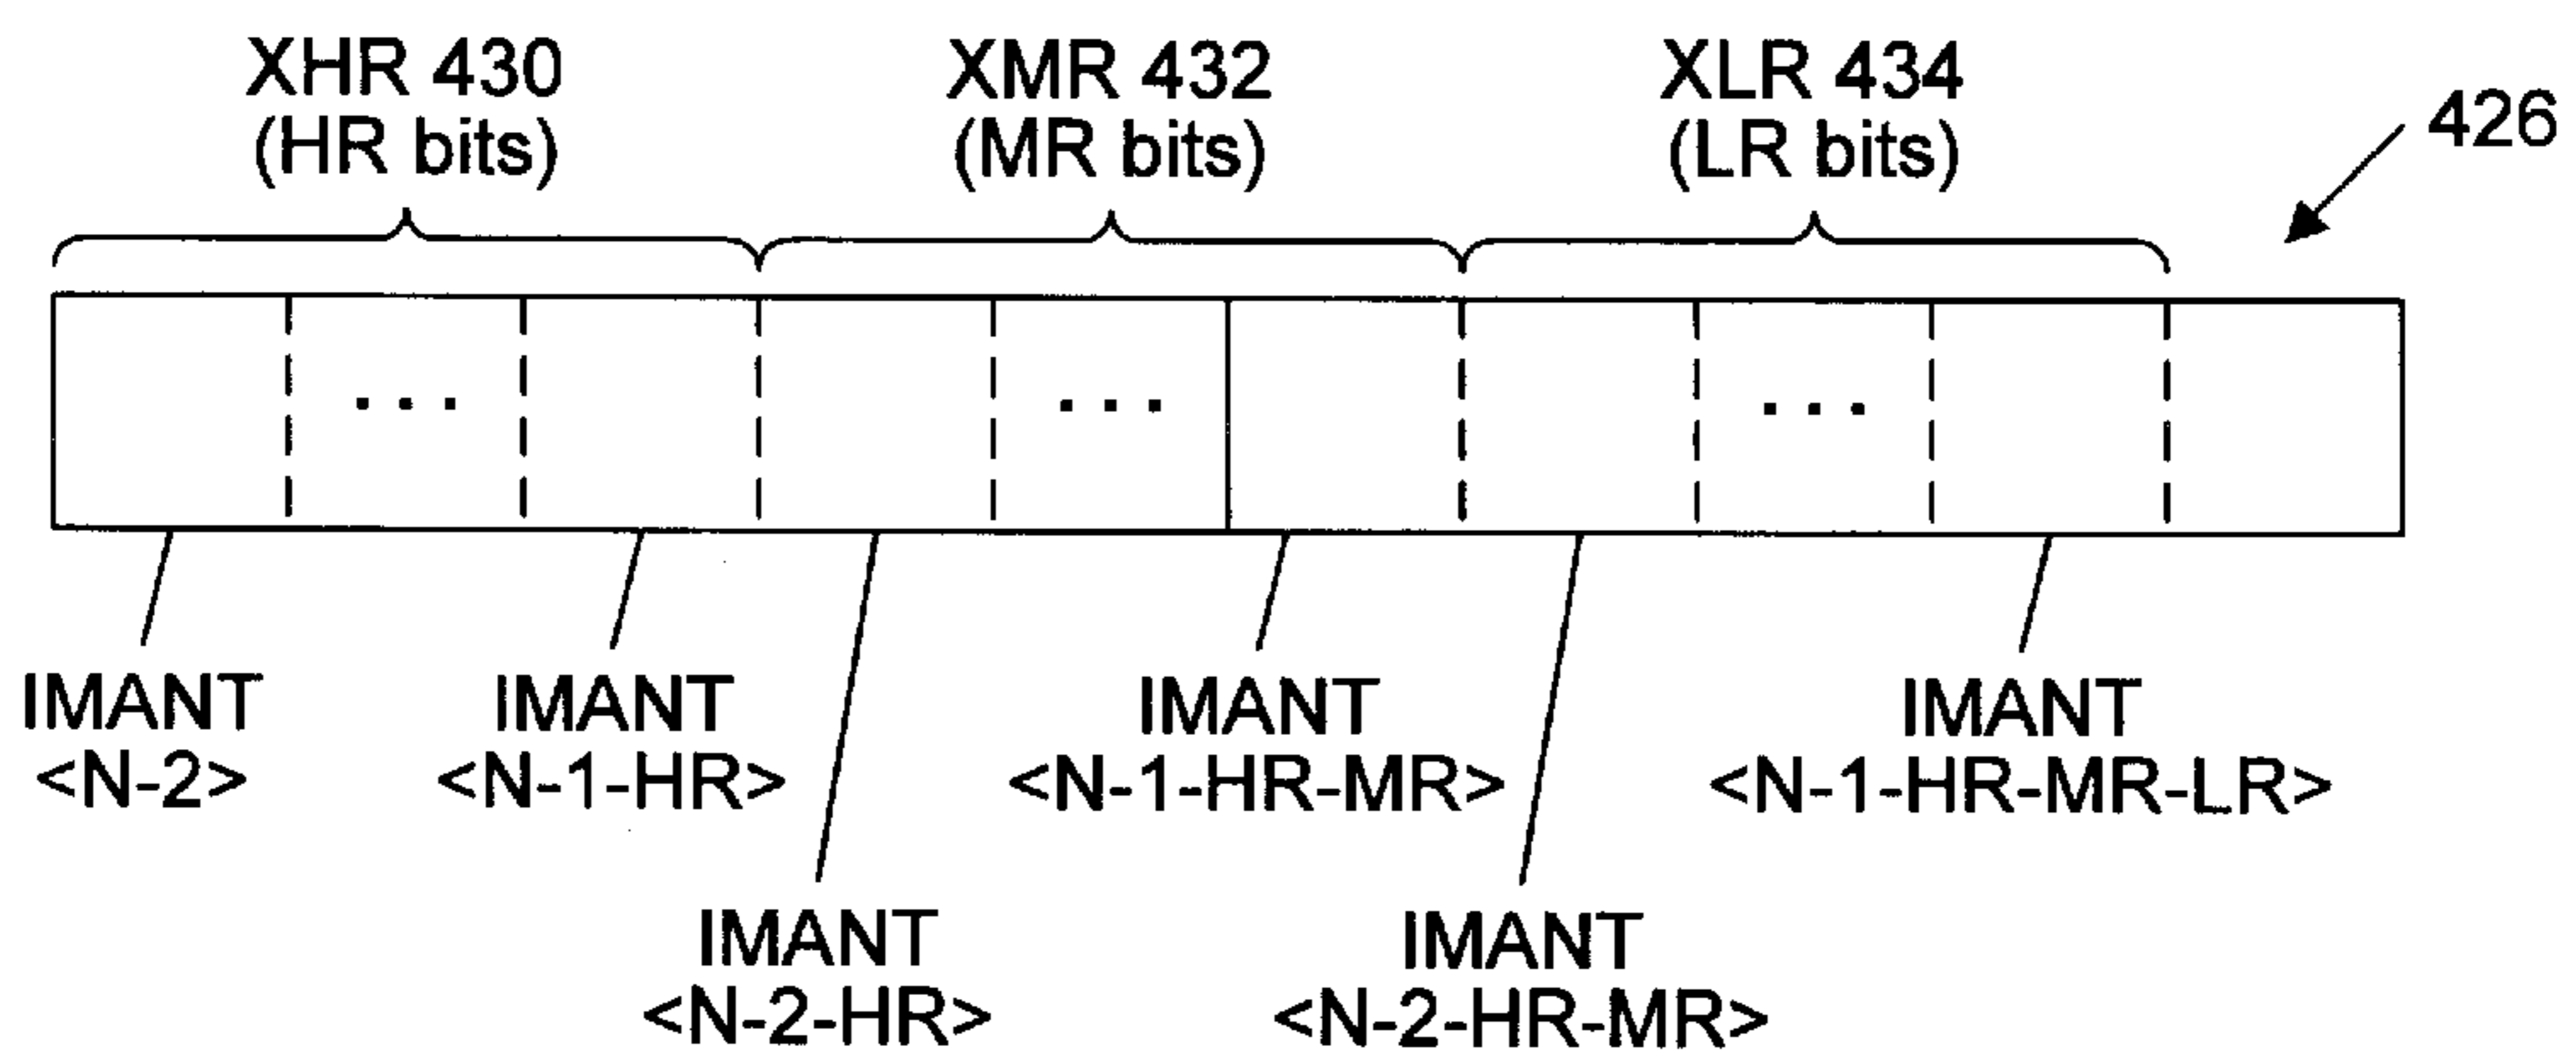 XHR 430
(HR bits)
XMR 432
(MR bits)
XLR 434
(LR bits)
426
...
...
...
IMANT
<N-2>
IMANT
<N-1-HR>
IMANT
<N-1-HR-MR>
IMANT
<N-1-HR-MR-LR>
IMANT
<N-2-HR>
IMANT
<N-2-HR-MR>